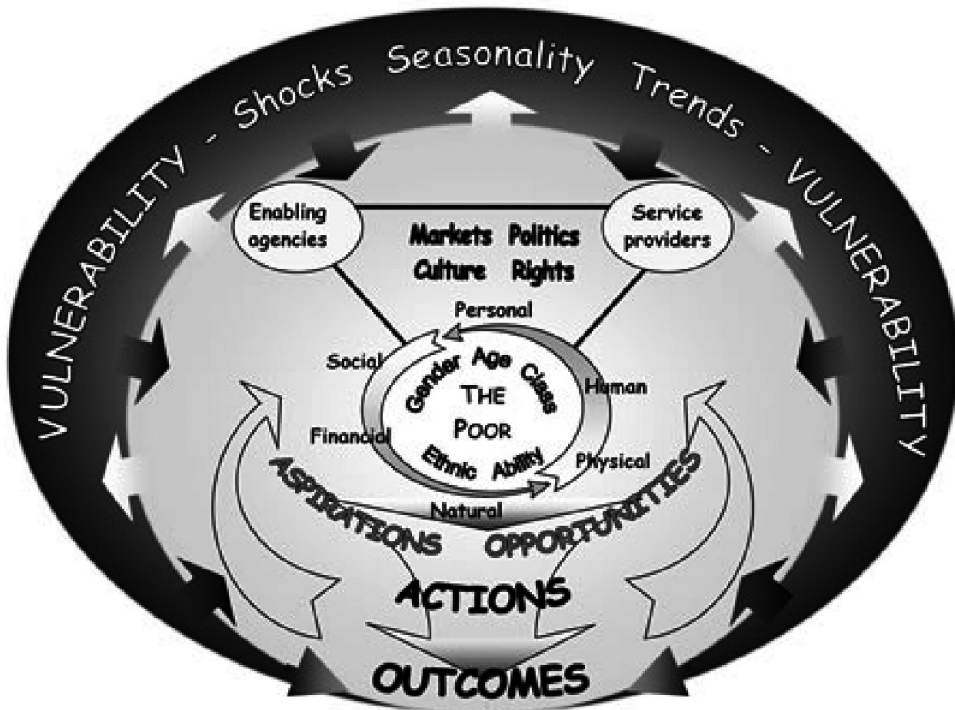 VULNERABILITY - Shocks Seasonality Trends - VULNERABILITY
Enabling
agencies
Service
providers
Markets Politics
Culture Rights
Personal
Social
Human
Gender Age Class
THE
POOR
Ethnic Ability
Financial
Physical
Natural
ASPIRATIONS OPPORTUNITIES
ACTIONS
OUTCOMES